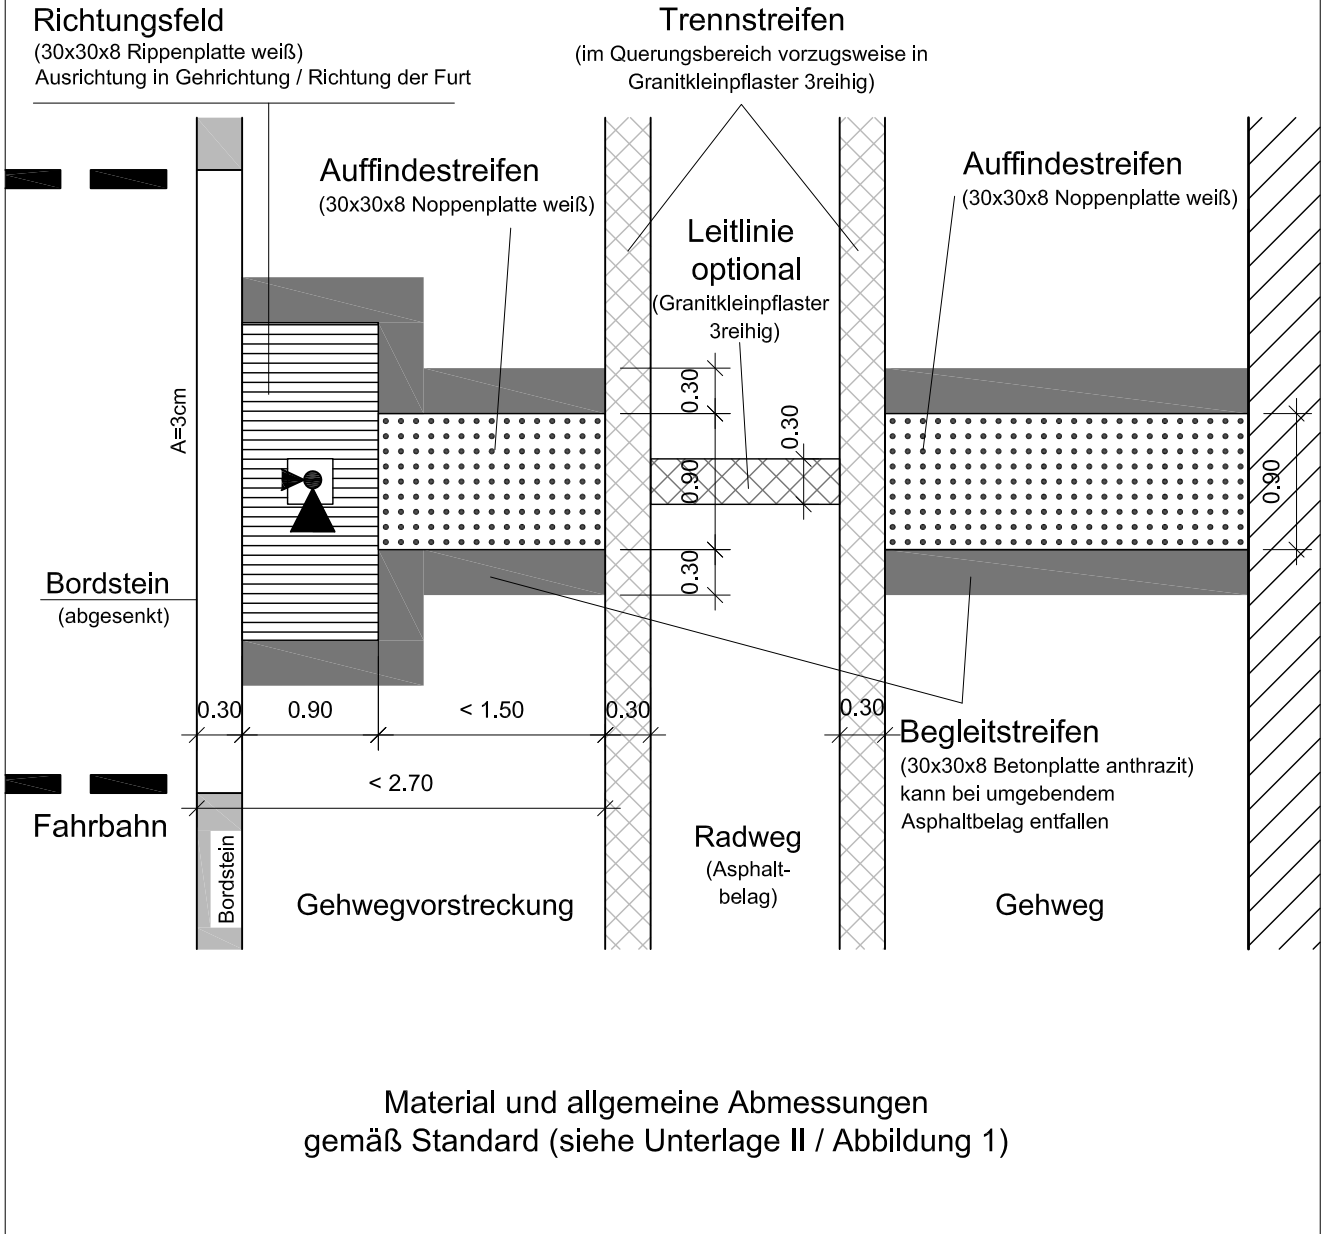 Richtungsfeld
(30x30x8 Rippenplatte weiß)
Ausrichtung in Gehrichtung / Richtung der Furt
Trennstreifen
(im Querungsbereich vorzugsweise in
Granitkleinpflaster 3reihig)
Auffindestreifen
(30x30x8 Noppenplatte weiß)
Auffindestreifen
(30x30x8 Noppenplatte weiß)
Leitlinie
optional
(Granitkleinpflaster
3reihig)
A=3cm
0.30
0.30
0.90
0.90
0.30
Bordstein
(abgesenkt)
0.30
0.90
< 1.50
0.30
0.30
< 2.70
Begleitstreifen
(30x30x8 Betonplatte anthrazit)
kann bei umgebendem
Asphaltbelag entfallen
Fahrbahn
Bordstein
Gehwegvorstreckung
Radweg
(Asphalt-
belag)
Gehweg
Material und allgemeine Abmessungen
gemäß Standard (siehe Unterlage II / Abbildung 1)